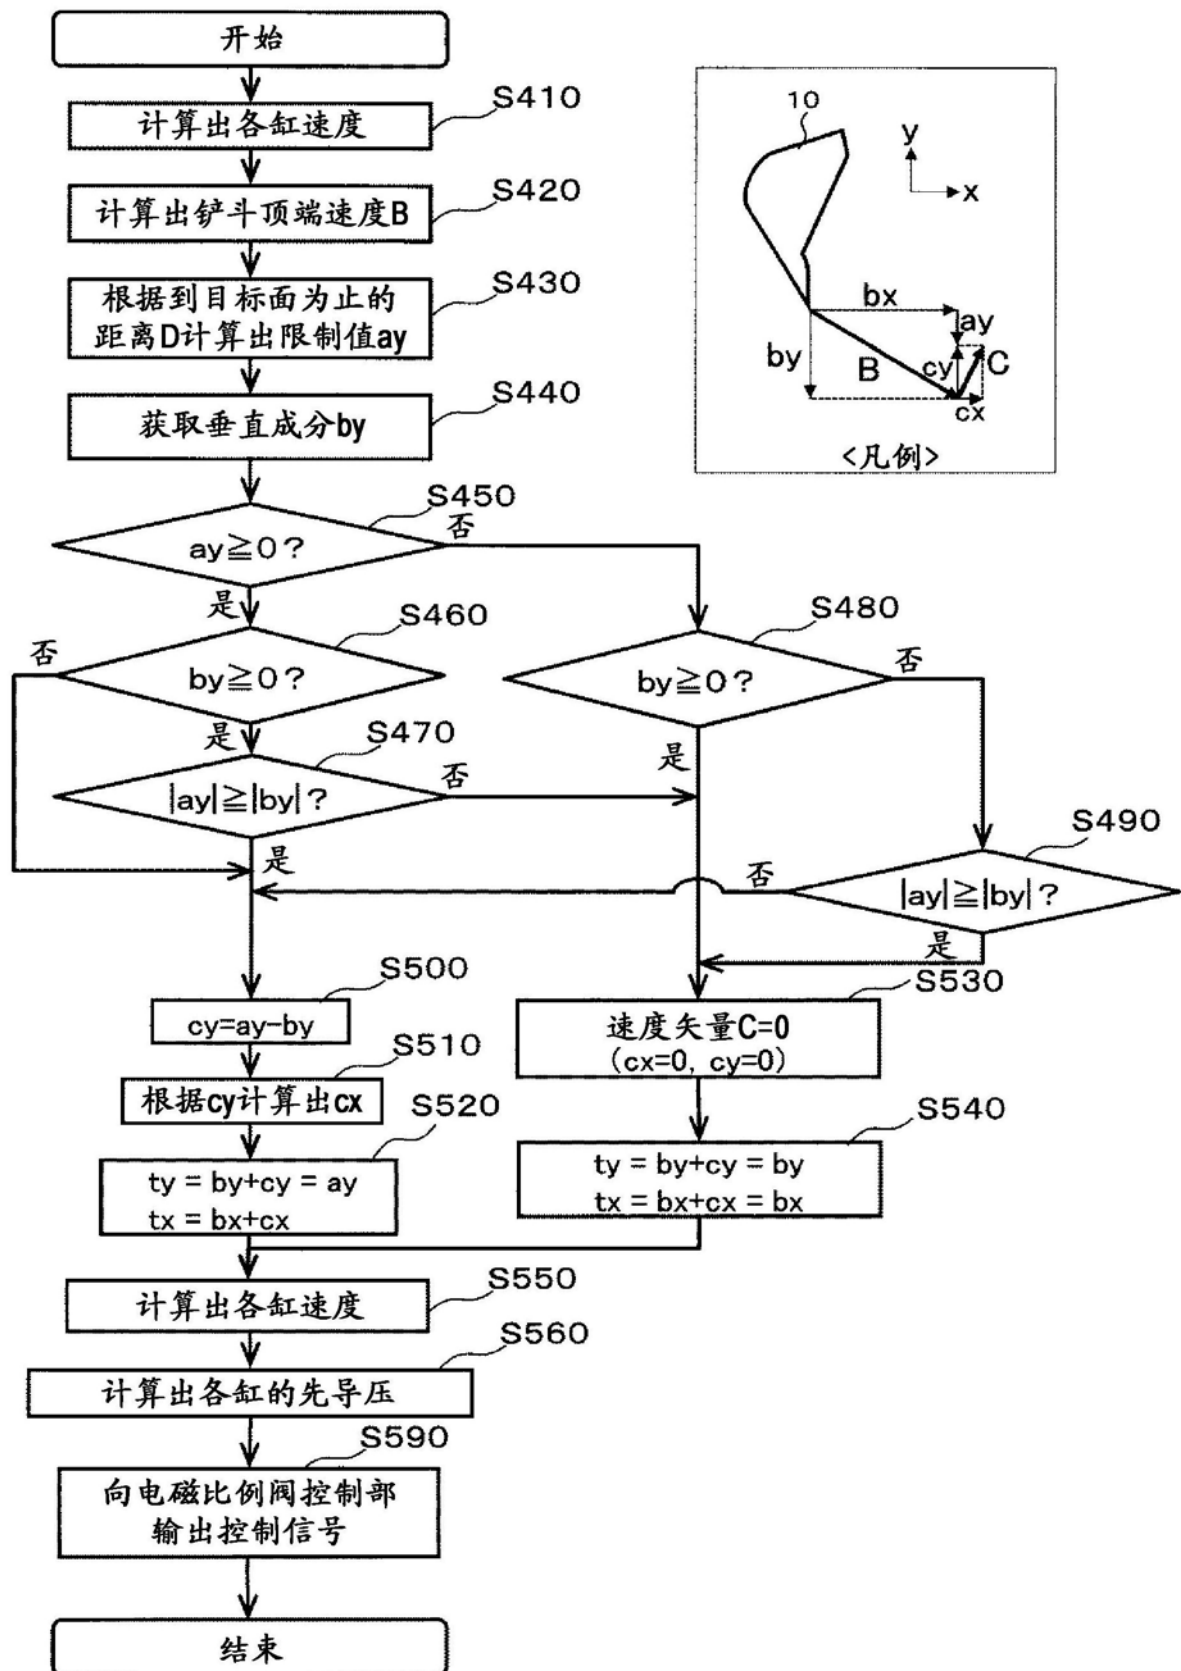 开始
S410
计算出各缸速度
S420
计算出铲斗顶端速度B
S430
根据到目标面为止的
距离D计算出限制值ay
S440
获取垂直成分by
10
y
x
bx
ay
by
B
cy
C
cx
<凡例>
S450
ay≧0?
否
是
S460
by≧0?
否
是
S470
|ay|≧|by|?
否
是
S480
by≧0?
否
是
S490
|ay|≧|by|?
否
是
S500
cy=ay-by
S510
根据cy计算出cx
S520
ty = by+cy = ay
tx = bx+cx
S530
速度矢量C=0
(cx=0, cy=0)
S540
ty = by+cy = by
tx = bx+cx = bx
S550
计算出各缸速度
S560
计算出各缸的先导压
S590
向电磁比例阀控制部
输出控制信号
结束